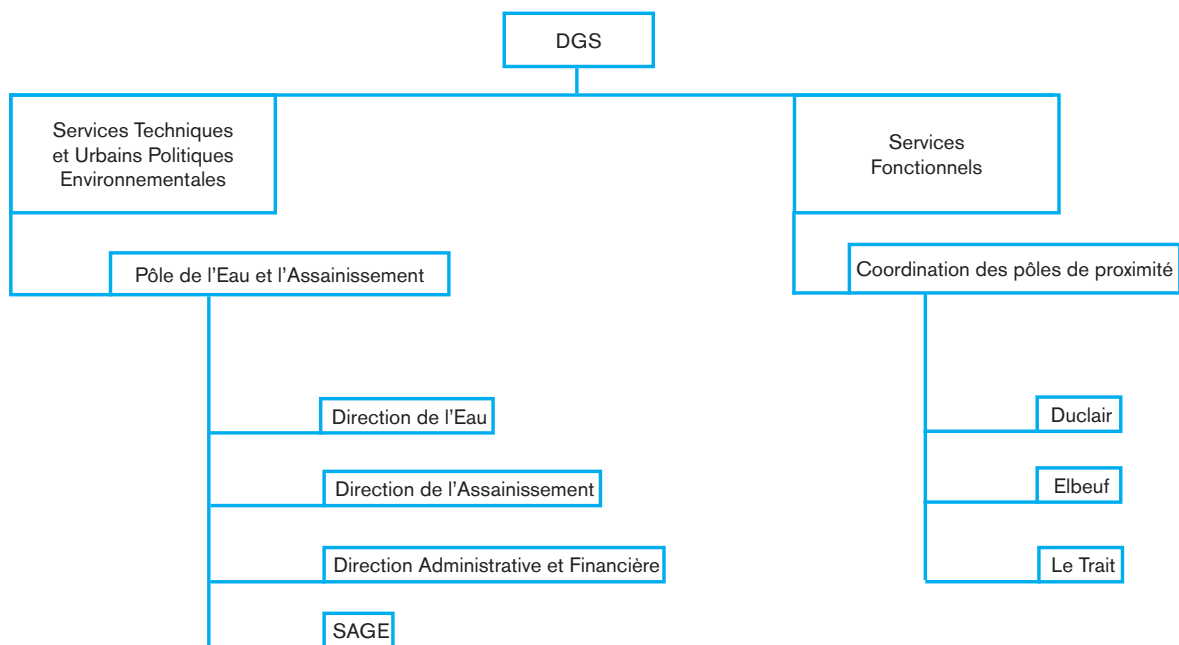 DGS
Services Techniques
et Urbains Politiques
Environnementales
Services
Fonctionnels
Pôle de l'Eau et l'Assainissement
Coordination des pôles de proximité
Direction de l'Eau
Duclair
Direction de l'Assainissement
Elbeuf
Direction Administrative et Financière
Le Trait
SAGE